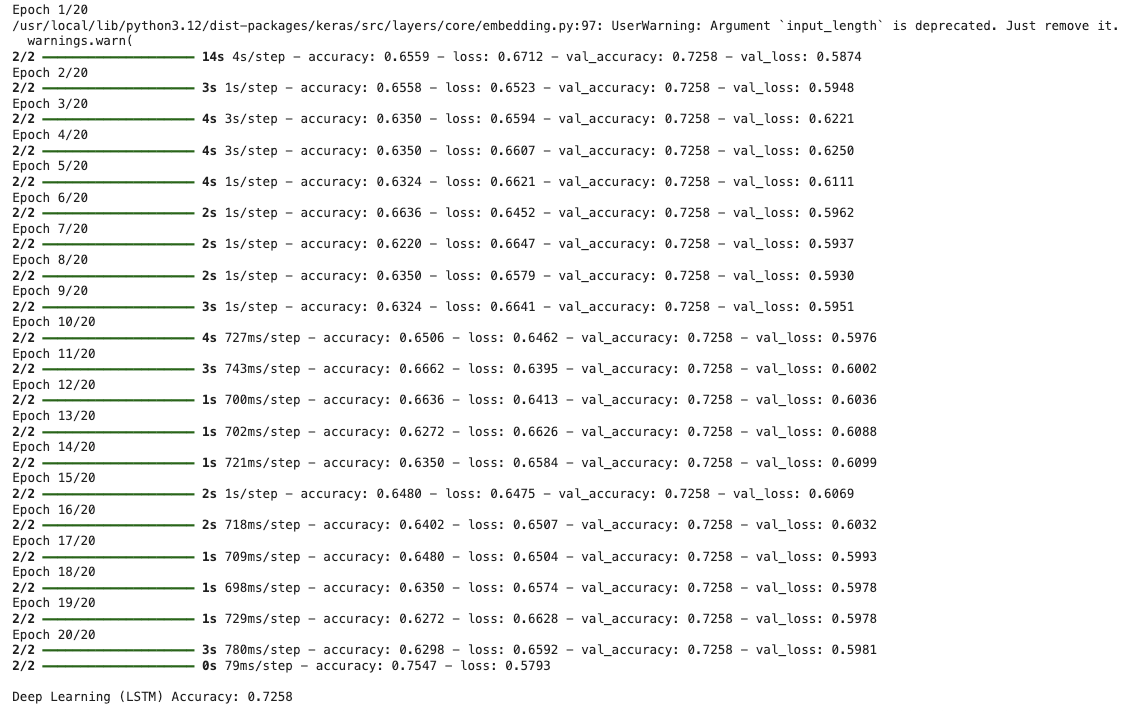 Epoch 1/20
/usr/local/lib/python3.12/dist-packages/keras/src/layers/core/embedding.py:97: UserWarning: Argument `input_length` is deprecated. Just remove it.
  warnings.warn(
2/2 ━━━━━━━━━━━━━━━━━━━━ 14s 4s/step - accuracy: 0.6559 - loss: 0.6712 - val_accuracy: 0.7258 - val_loss: 0.5874
Epoch 2/20
2/2 ━━━━━━━━━━━━━━━━━━━━ 3s 1s/step - accuracy: 0.6558 - loss: 0.6523 - val_accuracy: 0.7258 - val_loss: 0.5948
Epoch 3/20
2/2 ━━━━━━━━━━━━━━━━━━━━ 4s 3s/step - accuracy: 0.6350 - loss: 0.6594 - val_accuracy: 0.7258 - val_loss: 0.6221
Epoch 4/20
2/2 ━━━━━━━━━━━━━━━━━━━━ 4s 3s/step - accuracy: 0.6350 - loss: 0.6607 - val_accuracy: 0.7258 - val_loss: 0.6250
Epoch 5/20
2/2 ━━━━━━━━━━━━━━━━━━━━ 4s 1s/step - accuracy: 0.6324 - loss: 0.6621 - val_accuracy: 0.7258 - val_loss: 0.6111
Epoch 6/20
2/2 ━━━━━━━━━━━━━━━━━━━━ 2s 1s/step - accuracy: 0.6636 - loss: 0.6452 - val_accuracy: 0.7258 - val_loss: 0.5962
Epoch 7/20
2/2 ━━━━━━━━━━━━━━━━━━━━ 2s 1s/step - accuracy: 0.6220 - loss: 0.6647 - val_accuracy: 0.7258 - val_loss: 0.5937
Epoch 8/20
2/2 ━━━━━━━━━━━━━━━━━━━━ 2s 1s/step - accuracy: 0.6350 - loss: 0.6579 - val_accuracy: 0.7258 - val_loss: 0.5930
Epoch 9/20
2/2 ━━━━━━━━━━━━━━━━━━━━ 3s 1s/step - accuracy: 0.6324 - loss: 0.6641 - val_accuracy: 0.7258 - val_loss: 0.5951
Epoch 10/20
2/2 ━━━━━━━━━━━━━━━━━━━━ 4s 727ms/step - accuracy: 0.6506 - loss: 0.6462 - val_accuracy: 0.7258 - val_loss: 0.5976
Epoch 11/20
2/2 ━━━━━━━━━━━━━━━━━━━━ 3s 743ms/step - accuracy: 0.6662 - loss: 0.6395 - val_accuracy: 0.7258 - val_loss: 0.6002
Epoch 12/20
2/2 ━━━━━━━━━━━━━━━━━━━━ 1s 700ms/step - accuracy: 0.6636 - loss: 0.6413 - val_accuracy: 0.7258 - val_loss: 0.6036
Epoch 13/20
2/2 ━━━━━━━━━━━━━━━━━━━━ 1s 702ms/step - accuracy: 0.6272 - loss: 0.6626 - val_accuracy: 0.7258 - val_loss: 0.6088
Epoch 14/20
2/2 ━━━━━━━━━━━━━━━━━━━━ 1s 721ms/step - accuracy: 0.6350 - loss: 0.6584 - val_accuracy: 0.7258 - val_loss: 0.6099
Epoch 15/20
2/2 ━━━━━━━━━━━━━━━━━━━━ 2s 1s/step - accuracy: 0.6480 - loss: 0.6475 - val_accuracy: 0.7258 - val_loss: 0.6069
Epoch 16/20
2/2 ━━━━━━━━━━━━━━━━━━━━ 2s 718ms/step - accuracy: 0.6402 - loss: 0.6507 - val_accuracy: 0.7258 - val_loss: 0.6032
Epoch 17/20
2/2 ━━━━━━━━━━━━━━━━━━━━ 1s 709ms/step - accuracy: 0.6480 - loss: 0.6504 - val_accuracy: 0.7258 - val_loss: 0.5993
Epoch 18/20
2/2 ━━━━━━━━━━━━━━━━━━━━ 1s 698ms/step - accuracy: 0.6350 - loss: 0.6574 - val_accuracy: 0.7258 - val_loss: 0.5978
Epoch 19/20
2/2 ━━━━━━━━━━━━━━━━━━━━ 1s 729ms/step - accuracy: 0.6272 - loss: 0.6628 - val_accuracy: 0.7258 - val_loss: 0.5978
Epoch 20/20
2/2 ━━━━━━━━━━━━━━━━━━━━ 3s 780ms/step - accuracy: 0.6298 - loss: 0.6592 - val_accuracy: 0.7258 - val_loss: 0.5981
2/2 ━━━━━━━━━━━━━━━━━━━━ 0s 79ms/step - accuracy: 0.7547 - loss: 0.5793
Deep Learning (LSTM) Accuracy: 0.7258